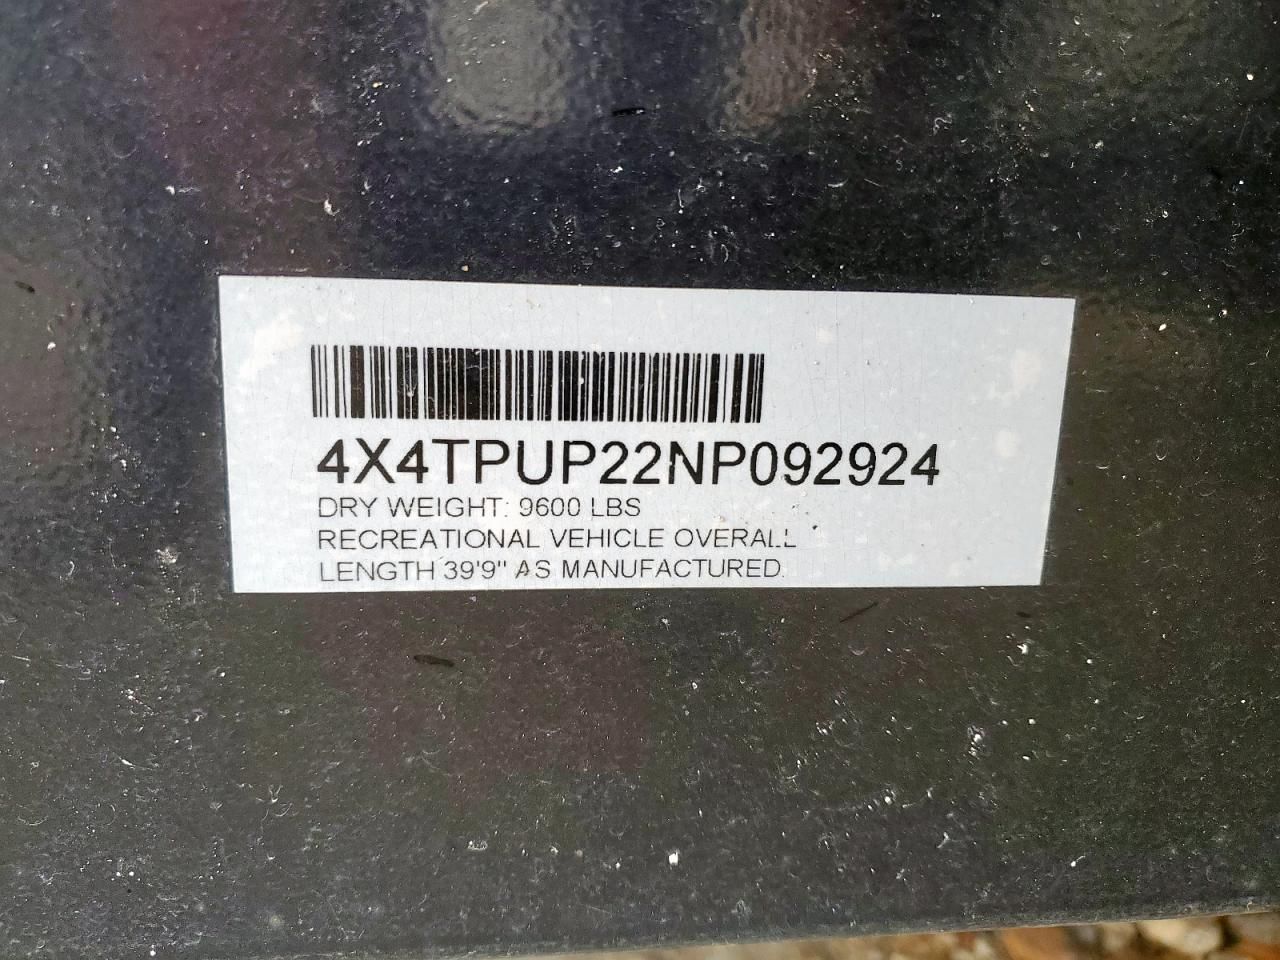 4X4TPUP22NP092924
DRY WEIGHT: 9600 LBS
RECREATIONAL VEHICLE OVERALL
LENGTH 39'9" AS MANUFACTURED.